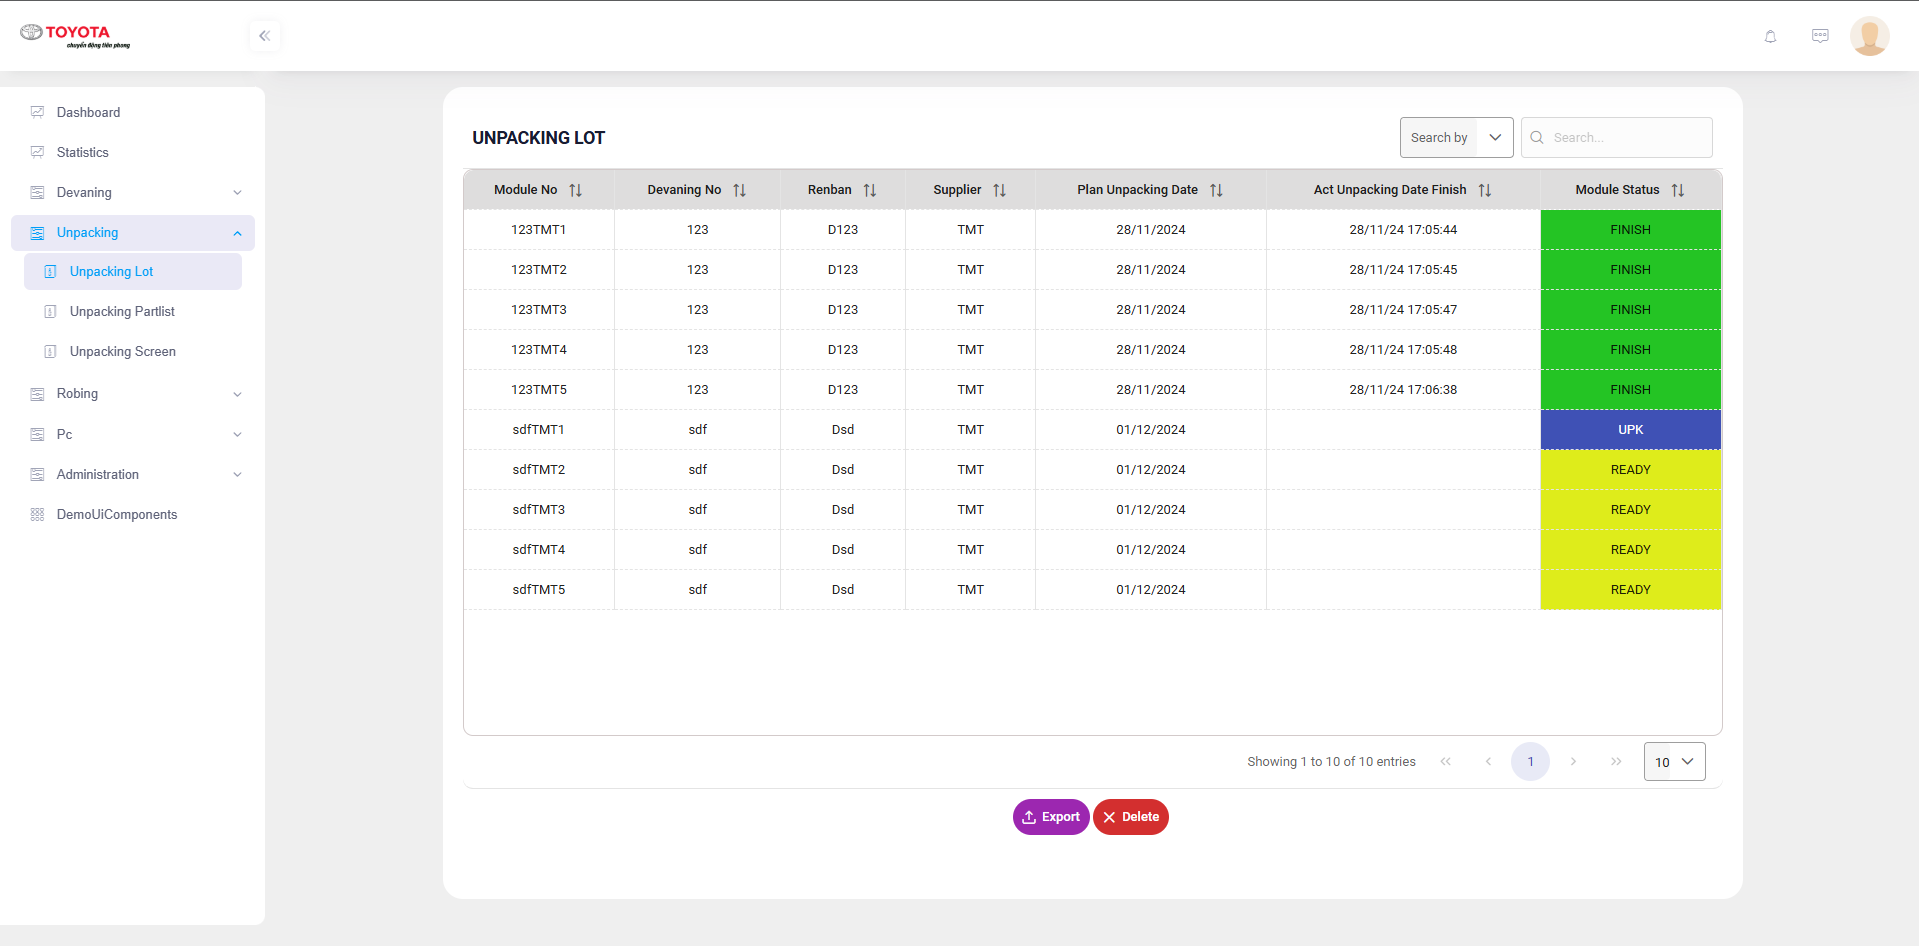 TOYOTA
chuyển động tiên phong
Dashboard
Statistics
Devaning
Unpacking
Unpacking Lot
Unpacking Partlist
Unpacking Screen
Robing
Pc
Administration
DemoUiComponents
UNPACKING LOT
Search by
Search...
Module No Devaning No Renban Supplier Plan Unpacking Date Act Unpacking Date Finish Module Status
123TMT1 123 D123 TMT 28/11/2024 28/11/24 17:05:44 FINISH
123TMT2 123 D123 TMT 28/11/2024 28/11/24 17:05:45 FINISH
123TMT3 123 D123 TMT 28/11/2024 28/11/24 17:05:47 FINISH
123TMT4 123 D123 TMT 28/11/2024 28/11/24 17:05:48 FINISH
123TMT5 123 D123 TMT 28/11/2024 28/11/24 17:06:38 FINISH
sdfTMT1 sdf Dsd TMT 01/12/2024 UPK
sdfTMT2 sdf Dsd TMT 01/12/2024 READY
sdfTMT3 sdf Dsd TMT 01/12/2024 READY
sdfTMT4 sdf Dsd TMT 01/12/2024 READY
sdfTMT5 sdf Dsd TMT 01/12/2024 READY
Showing 1 to 10 of 10 entries 1 10
Export Delete